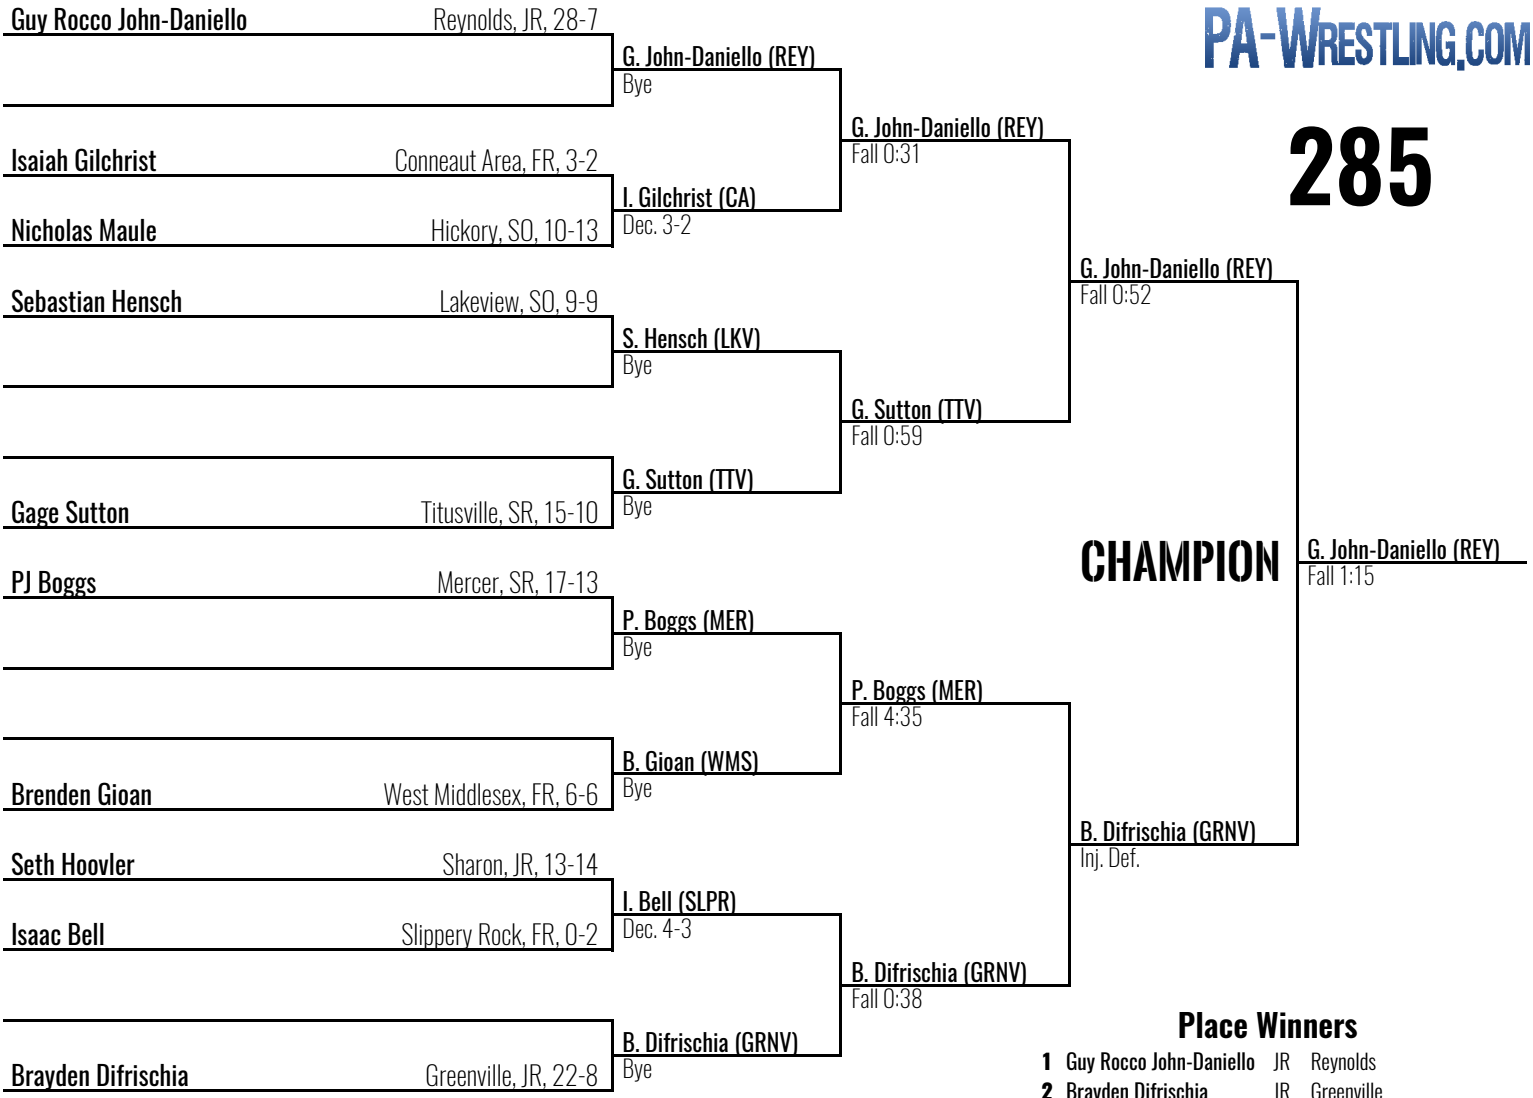 Guy Rocco John-Daniello Reynolds, JR, 28-7
PA-WRESTLING.COM
G. John-Daniello (REY)
Bye
285
G. John-Daniello (REY)
Fall 0:31
Isaiah Gilchrist Conneaut Area, FR, 3-2
I. Gilchrist (CA)
Dec. 3-2
Nicholas Maule Hickory, SO, 10-13
G. John-Daniello (REY)
Fall 0:52
Sebastian Hensch Lakeview, SO, 9-9
S. Hensch (LKV)
Bye
G. Sutton (TTV)
Fall 0:59
G. Sutton (TTV)
Bye
Gage Sutton Titusville, SR, 15-10
CHAMPION
G. John-Daniello (REY)
Fall 1:15
PJ Boggs Mercer, SR, 17-13
P. Boggs (MER)
Bye
P. Boggs (MER)
Fall 4:35
B. Gioan (WMS)
Bye
Brenden Gioan West Middlesex, FR, 6-6
B. Difrischia (GRNV)
Inj. Def.
Seth Hoovler Sharon, JR, 13-14
I. Bell (SLPR)
Dec. 4-3
Isaac Bell Slippery Rock, FR, 0-2
B. Difrischia (GRNV)
Fall 0:38
B. Difrischia (GRNV)
Bye
Brayden Difrischia Greenville, JR, 22-8
Place Winners
1 Guy Rocco John-Daniello JR Reynolds
2 Brayden Difrischia JR Greenville